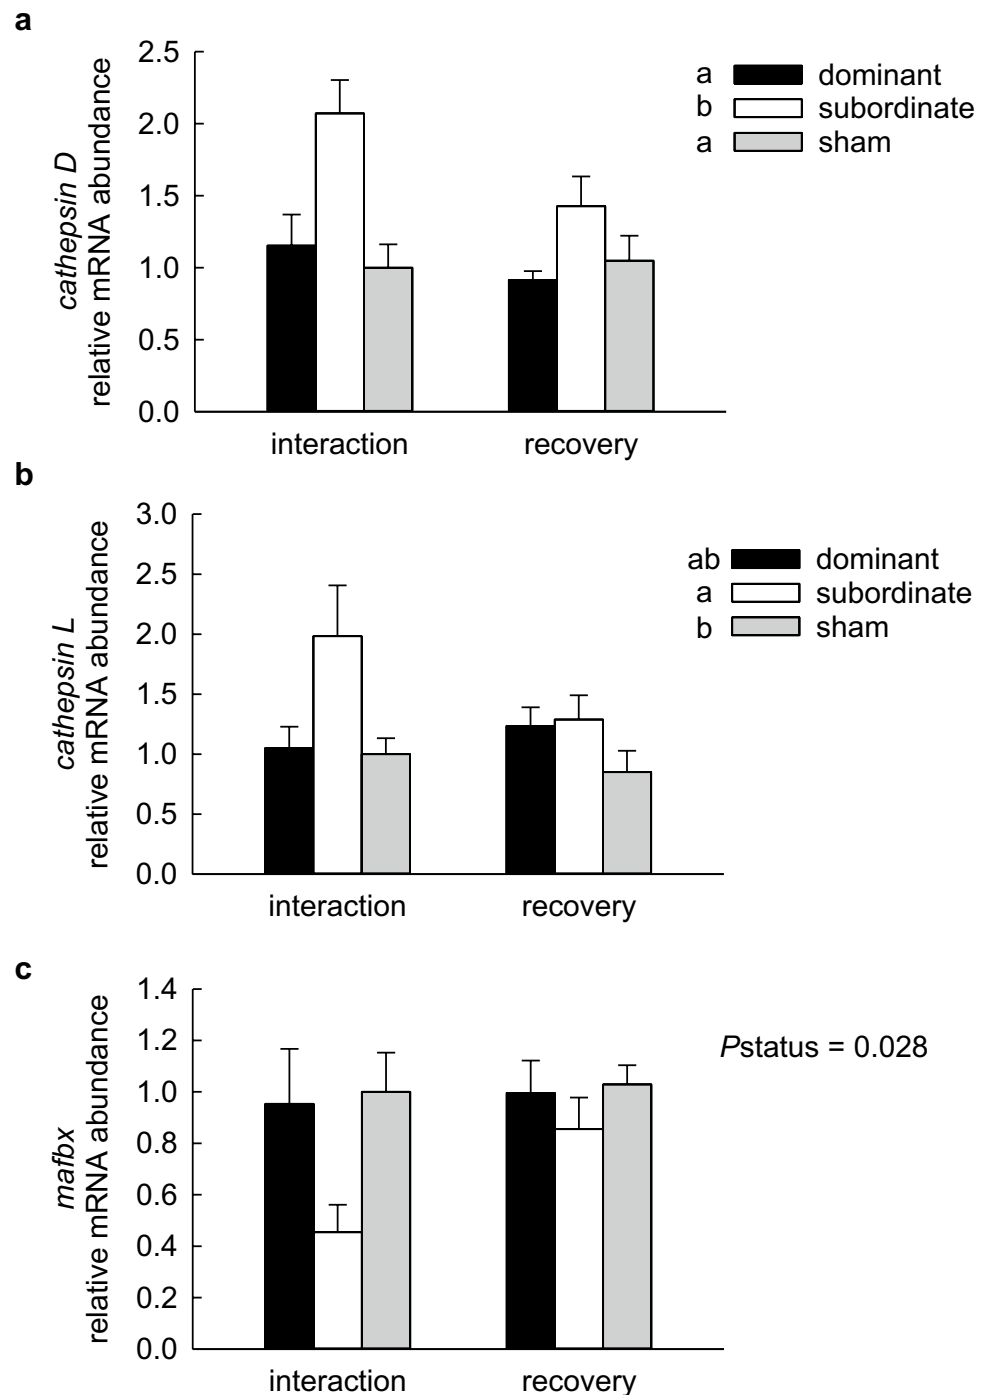 a
cathepsin D
relative mRNA abundance
2.5
2.0
1.5
1.0
0.5
0.0
interaction
recovery
a dominant
b subordinate
a sham
b
cathepsin L
relative mRNA abundance
3.0
2.5
2.0
1.5
1.0
0.5
0.0
interaction
recovery
ab dominant
a subordinate
b sham
c
mafbx
relative mRNA abundance
1.4
1.2
1.0
0.8
0.6
0.4
0.2
0.0
interaction
recovery
Pstatus = 0.028